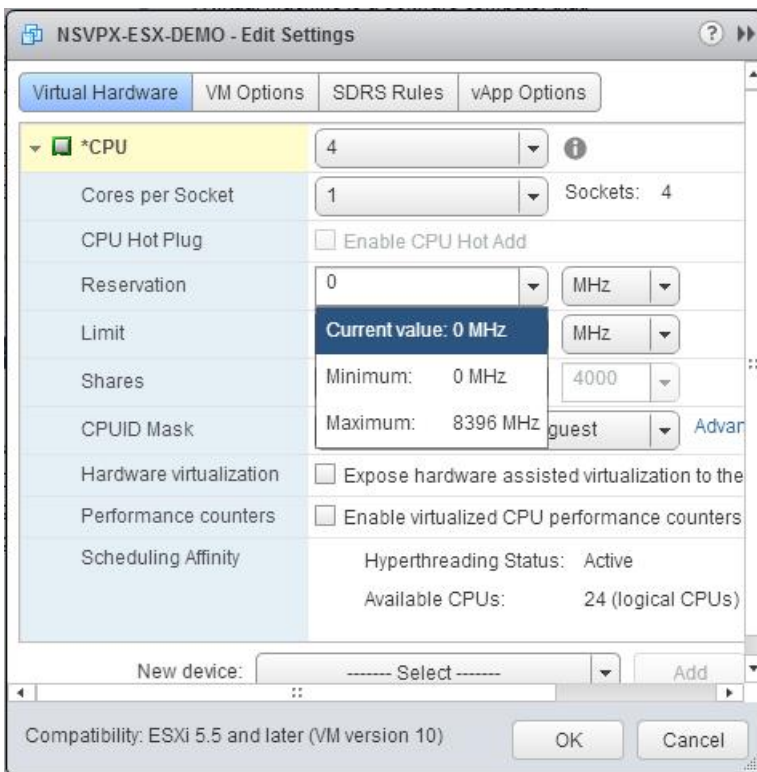 NSVPX-ESX-DEMO - Edit Settings ?
Virtual Hardware VM Options SDRS Rules vApp Options
*CPU 4
Cores per Socket 1 Sockets: 4
CPU Hot Plug Enable CPU Hot Add
Reservation 0 MHz
Current value: 0 MHz
Limit MHz
Minimum: 0 MHz
Shares 4000
Maximum: 8396 MHz
CPUID Mask guest Advan
Hardware virtualization Expose hardware assisted virtualization to the
Performance counters Enable virtualized CPU performance counters
Scheduling Affinity Hyperthreading Status: Active
Available CPUs: 24 (logical CPUs)
New device: ------- Select ------- Add
Compatibility: ESXi 5.5 and later (VM version 10) OK Cancel